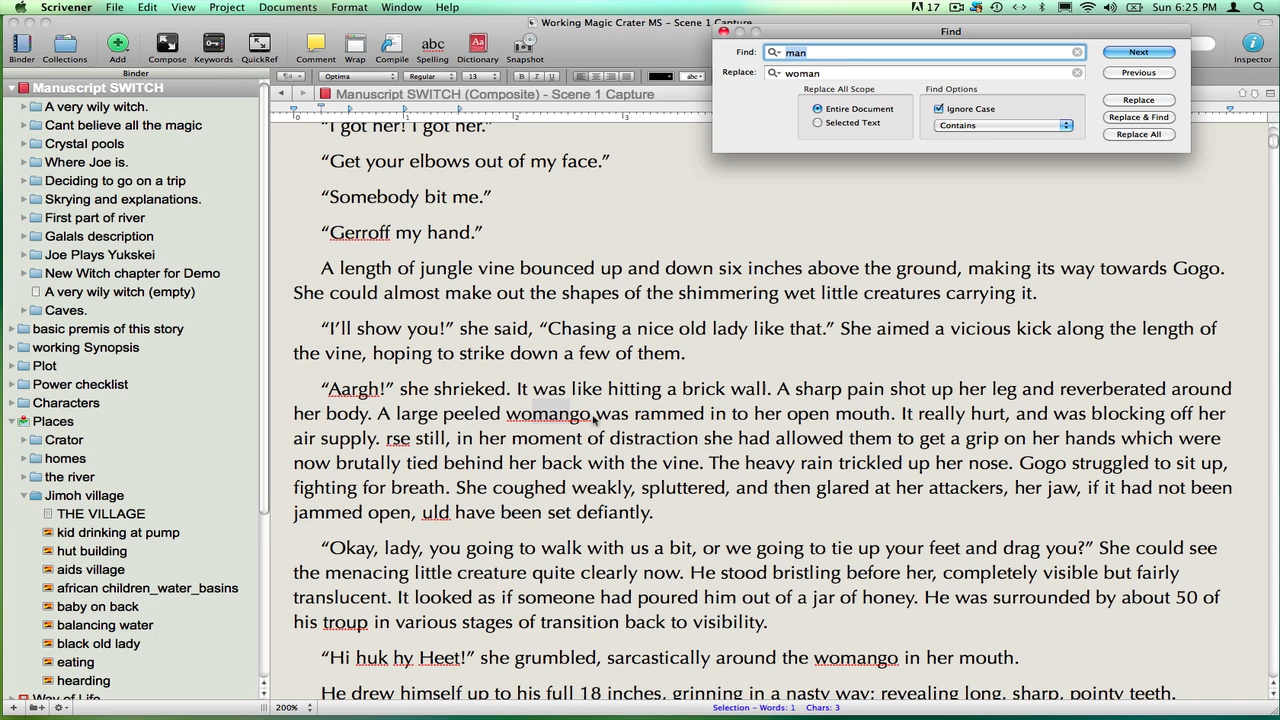 Scrivener File Edit View Project Documents Format Window Help 17 Sun 6:25 PM
Working Magic Crater MS - Scene 1 Capture
Binder Collections Add Compose Keywords QuickRef Comment Wrap Compile Spelling Dictionary Snapshot Inspector
abc
Aa
Find
Find: man Next
Replace: woman Previous
Replace All Scope Find Options
Entire Document Ignore Case Replace
Selected Text Contains Replace & Find
Replace All
Binder Optima Regular 13 B I U abc
Manuscript SWITCH (Composite) - Scene 1 Capture
0 1 2 3
Manuscript SWITCH
A very wily witch.
Cant believe all the magic
Crystal pools
Where Joe is.
Deciding to go on a trip
Skrying and explanations.
First part of river
Galals description
Joe Plays Yukskei
New Witch chapter for Demo
A very wily witch (empty)
Caves.
basic premis of this story
working Synopsis
Plot
Power checklist
Characters
Places
Crator
homes
the river
Jimoh village
THE VILLAGE
kid drinking at pump
hut building
aids village
african children_water_basins
baby on back
balancing water
black old lady
eating
hearding
Way of Life
“I got her! I got her.”
“Get your elbows out of my face.”
“Somebody bit me.”
“Gerroff my hand.”
A length of jungle vine bounced up and down six inches above the ground, making its way towards Gogo.
She could almost make out the shapes of the shimmering wet little creatures carrying it.
“I’ll show you!” she said, “Chasing a nice old lady like that.” She aimed a vicious kick along the length of
the vine, hoping to strike down a few of them.
“Aargh!” she shrieked. It was like hitting a brick wall. A sharp pain shot up her leg and reverberated around
her body. A large peeled womango was rammed in to her open mouth. It really hurt, and was blocking off her
air supply. rse still, in her moment of distraction she had allowed them to get a grip on her hands which were
now brutally tied behind her back with the vine. The heavy rain trickled up her nose. Gogo struggled to sit up,
fighting for breath. She coughed weakly, spluttered, and then glared at her attackers, her jaw, if it had not been
jammed open, uld have been set defiantly.
“Okay, lady, you going to walk with us a bit, or we going to tie up your feet and drag you?” She could see
the menacing little creature quite clearly now. He stood bristling before her, completely visible but fairly
translucent. It looked as if someone had poured him out of a jar of honey. He was surrounded by about 50 of
his troup in various stages of transition back to visibility.
“Hi huk hy Heet!” she grumbled, sarcastically around the womango in her mouth.
He drew himself up to his full 18 inches, grinning in a nasty way; revealing long, sharp, pointy teeth.
200% Selection - Words: 1 Chars: 3